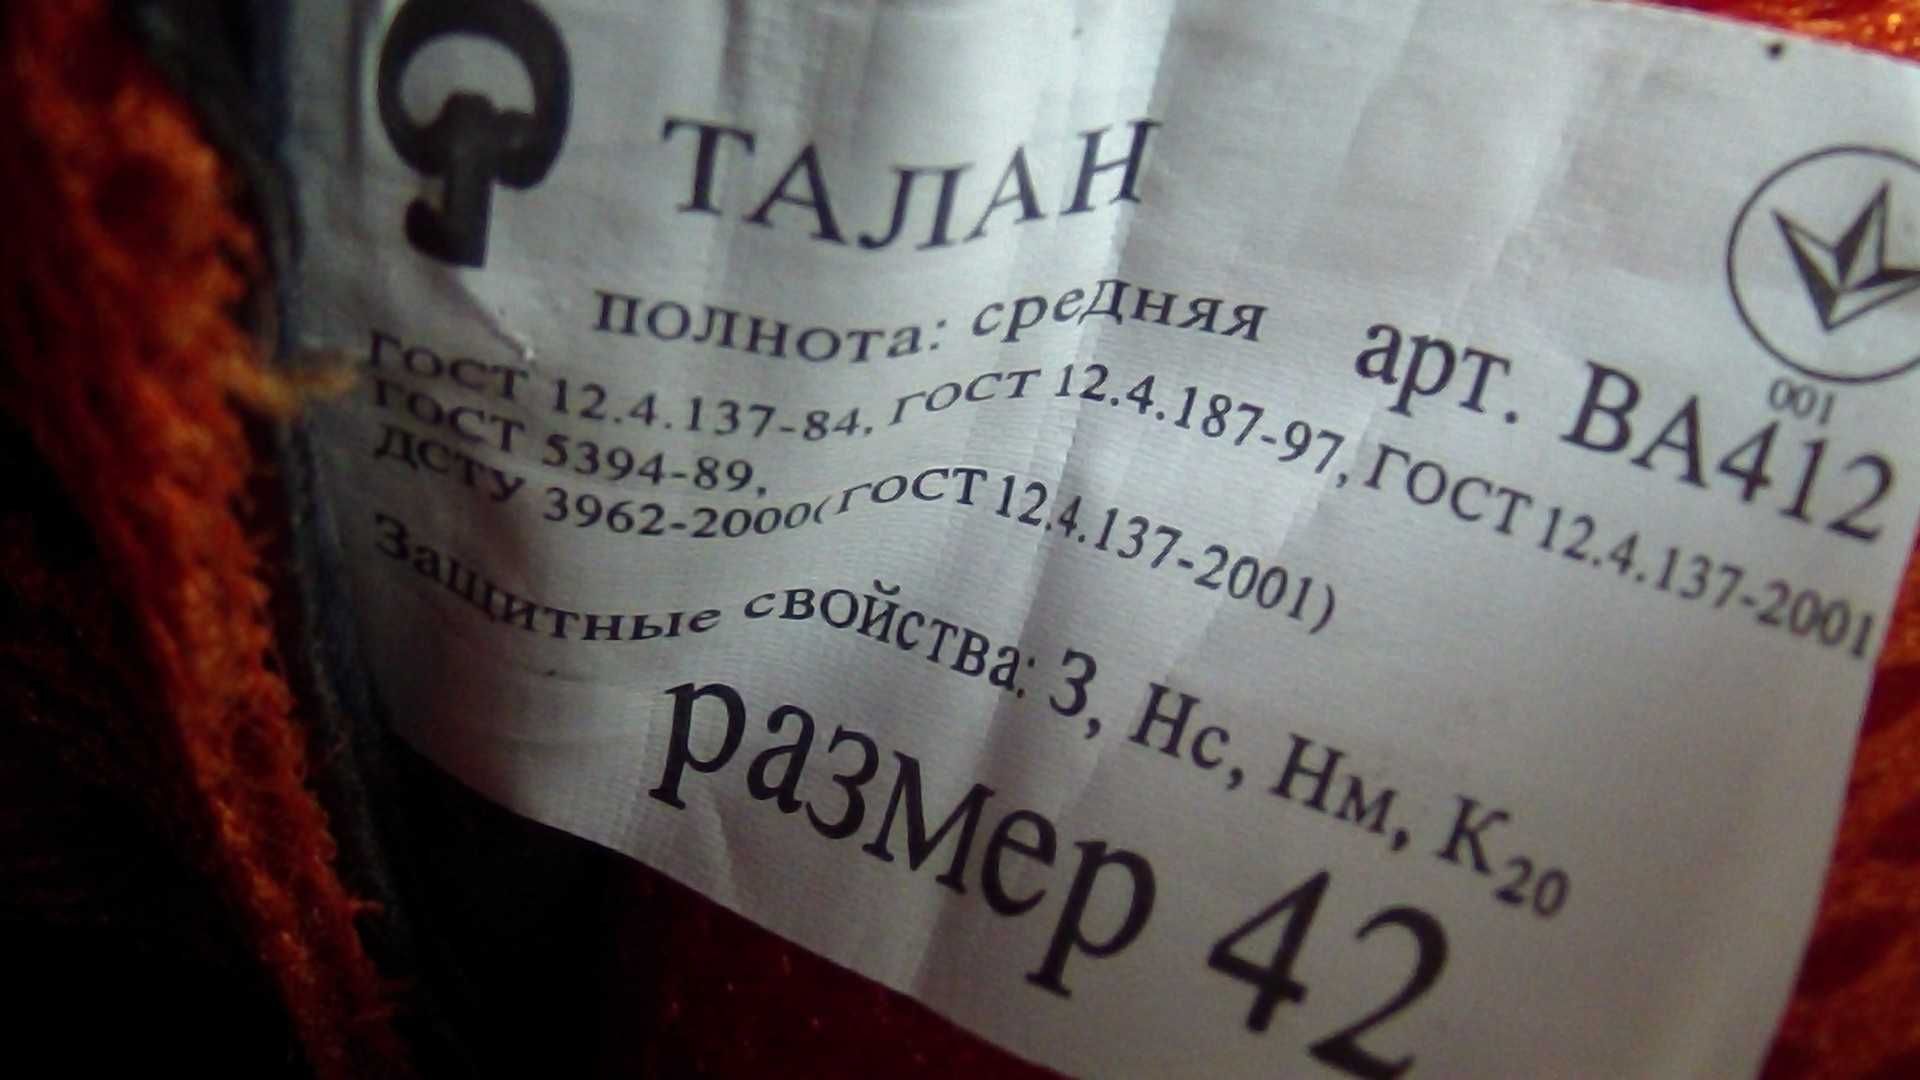 ТАЛАН
полнота: средняя арт. ВА412
001
ГОСТ 12.4.137-84, ГОСТ 12.4.187-97, ГОСТ 12.4.137-2001
ГОСТ 5394-89,
ДСТУ 3962-2000(ГОСТ 12.4.137-2001)
Защитные свойства: З, Нс, Нм, К20
размер 42